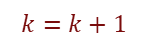 k = k + 1